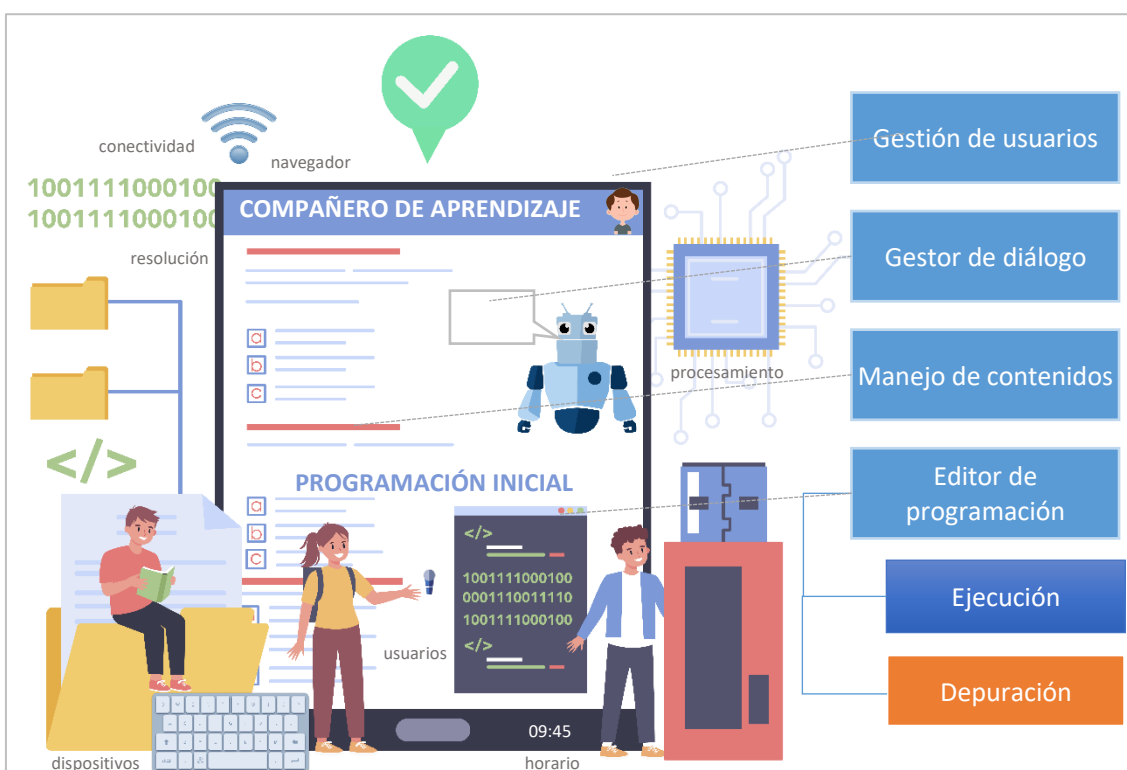 conectividad
navegador
1001111000100
1001111000100
resolución
COMPAÑERO DE APRENDIZAJE
a
b
c
procesamiento
</>
PROGRAMACIÓN INICIAL
a
b
c
</>
1001111000100
0001110011110
1001111000100
</>
usuarios
09:45
dispositivos
horario
Gestión de usuarios
Gestor de diálogo
Manejo de contenidos
Editor de
programación
Ejecución
Depuración